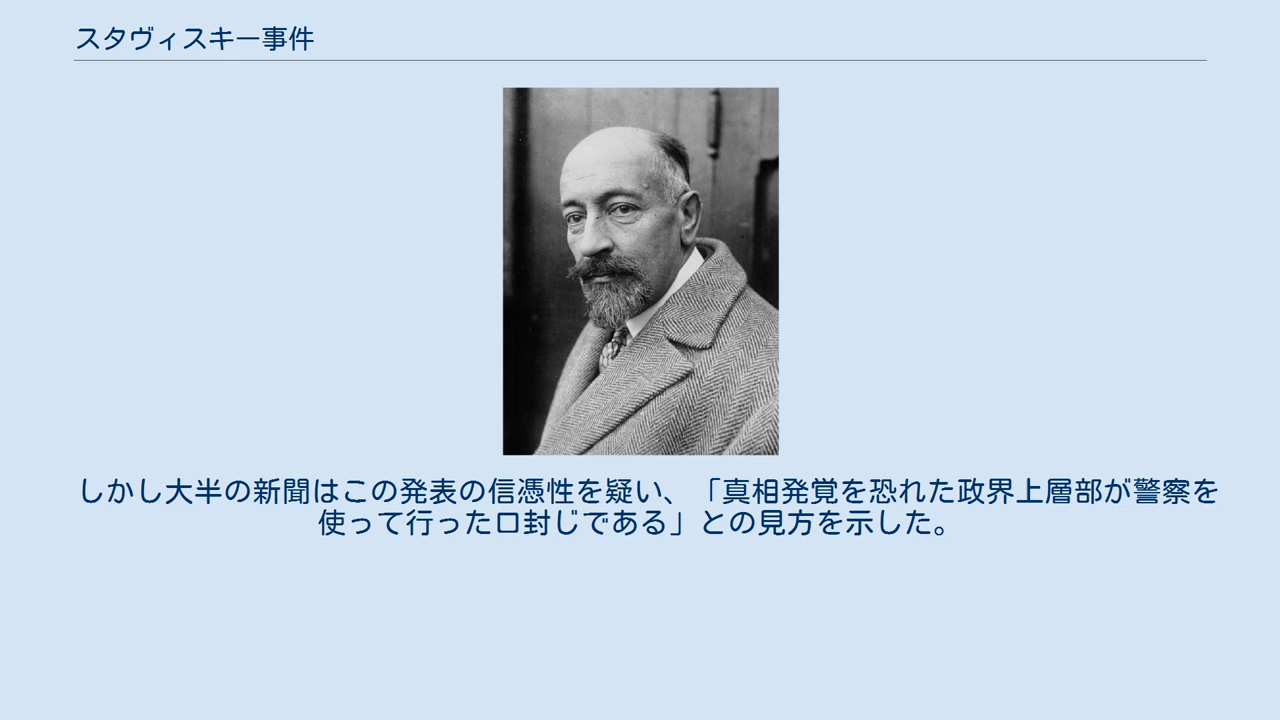 スタヴィスキー事件
しかし大半の新聞はこの発表の信憑性を疑い、「真相発覚を恐れた政界上層部が警察を
使って行った口封じである」との見方を示した。